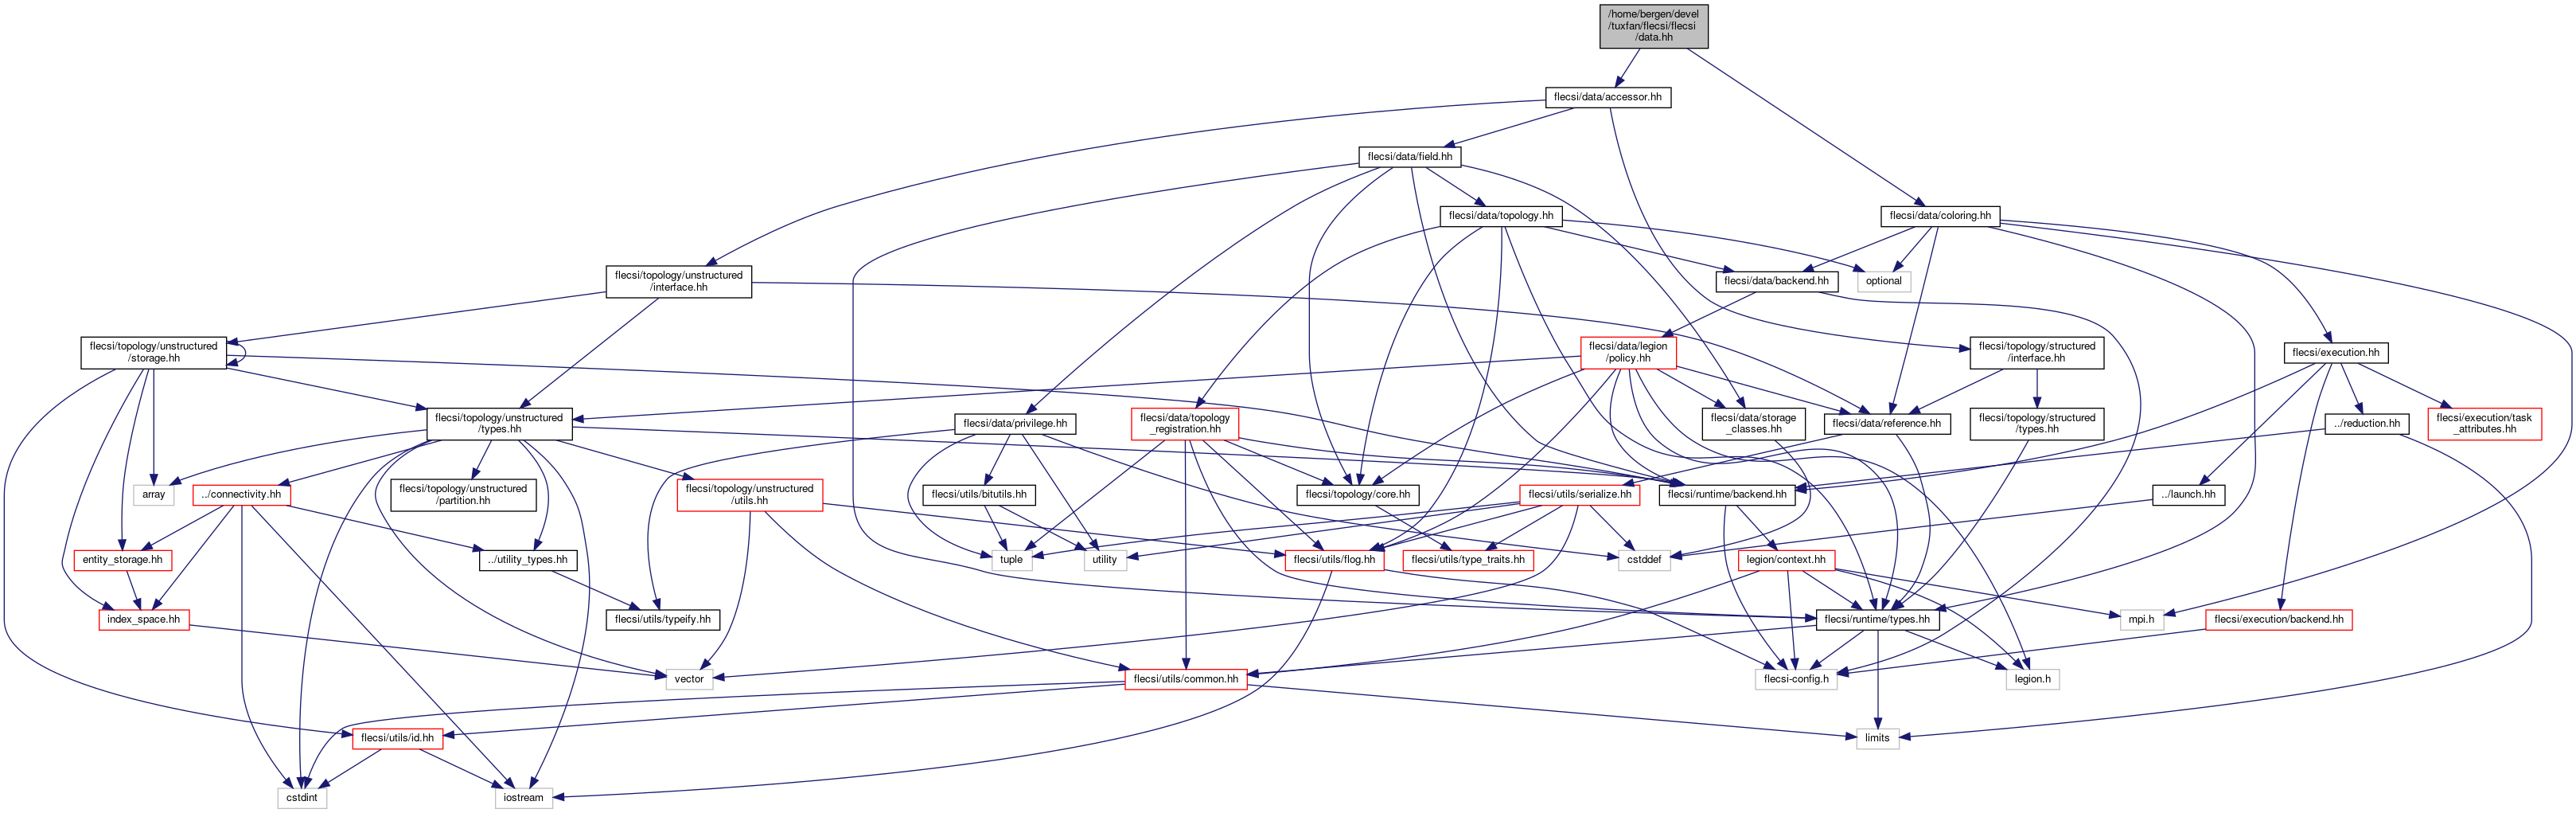 /home/bergen/devel
/tuxfan/flecsi/flecsi
/data.hh
flecsi/data/accessor.hh
flecsi/data/field.hh
flecsi/data/topology.hh
flecsi/data/coloring.hh
flecsi/topology/unstructured
/interface.hh
flecsi/data/backend.hh
optional
flecsi/topology/unstructured
/storage.hh
flecsi/data/legion
/policy.hh
flecsi/topology/structured
/interface.hh
flecsi/execution.hh
flecsi/topology/unstructured
/types.hh
flecsi/data/privilege.hh
flecsi/data/topology
_registration.hh
flecsi/data/storage
_classes.hh
flecsi/data/reference.hh
flecsi/topology/structured
/types.hh
../reduction.hh
flecsi/execution/task
_attributes.hh
array
../connectivity.hh
flecsi/topology/unstructured
/partition.hh
flecsi/topology/unstructured
/utils.hh
flecsi/utils/bitutils.hh
flecsi/topology/core.hh
flecsi/utils/serialize.hh
flecsi/runtime/backend.hh
../launch.hh
entity_storage.hh
../utility_types.hh
tuple
utility
flecsi/utils/flog.hh
flecsi/utils/type_traits.hh
cstddef
legion/context.hh
index_space.hh
flecsi/utils/typeify.hh
flecsi/runtime/types.hh
mpi.h
flecsi/execution/backend.hh
vector
flecsi/utils/common.hh
flecsi-config.h
legion.h
flecsi/utils/id.hh
limits
cstdint
iostream